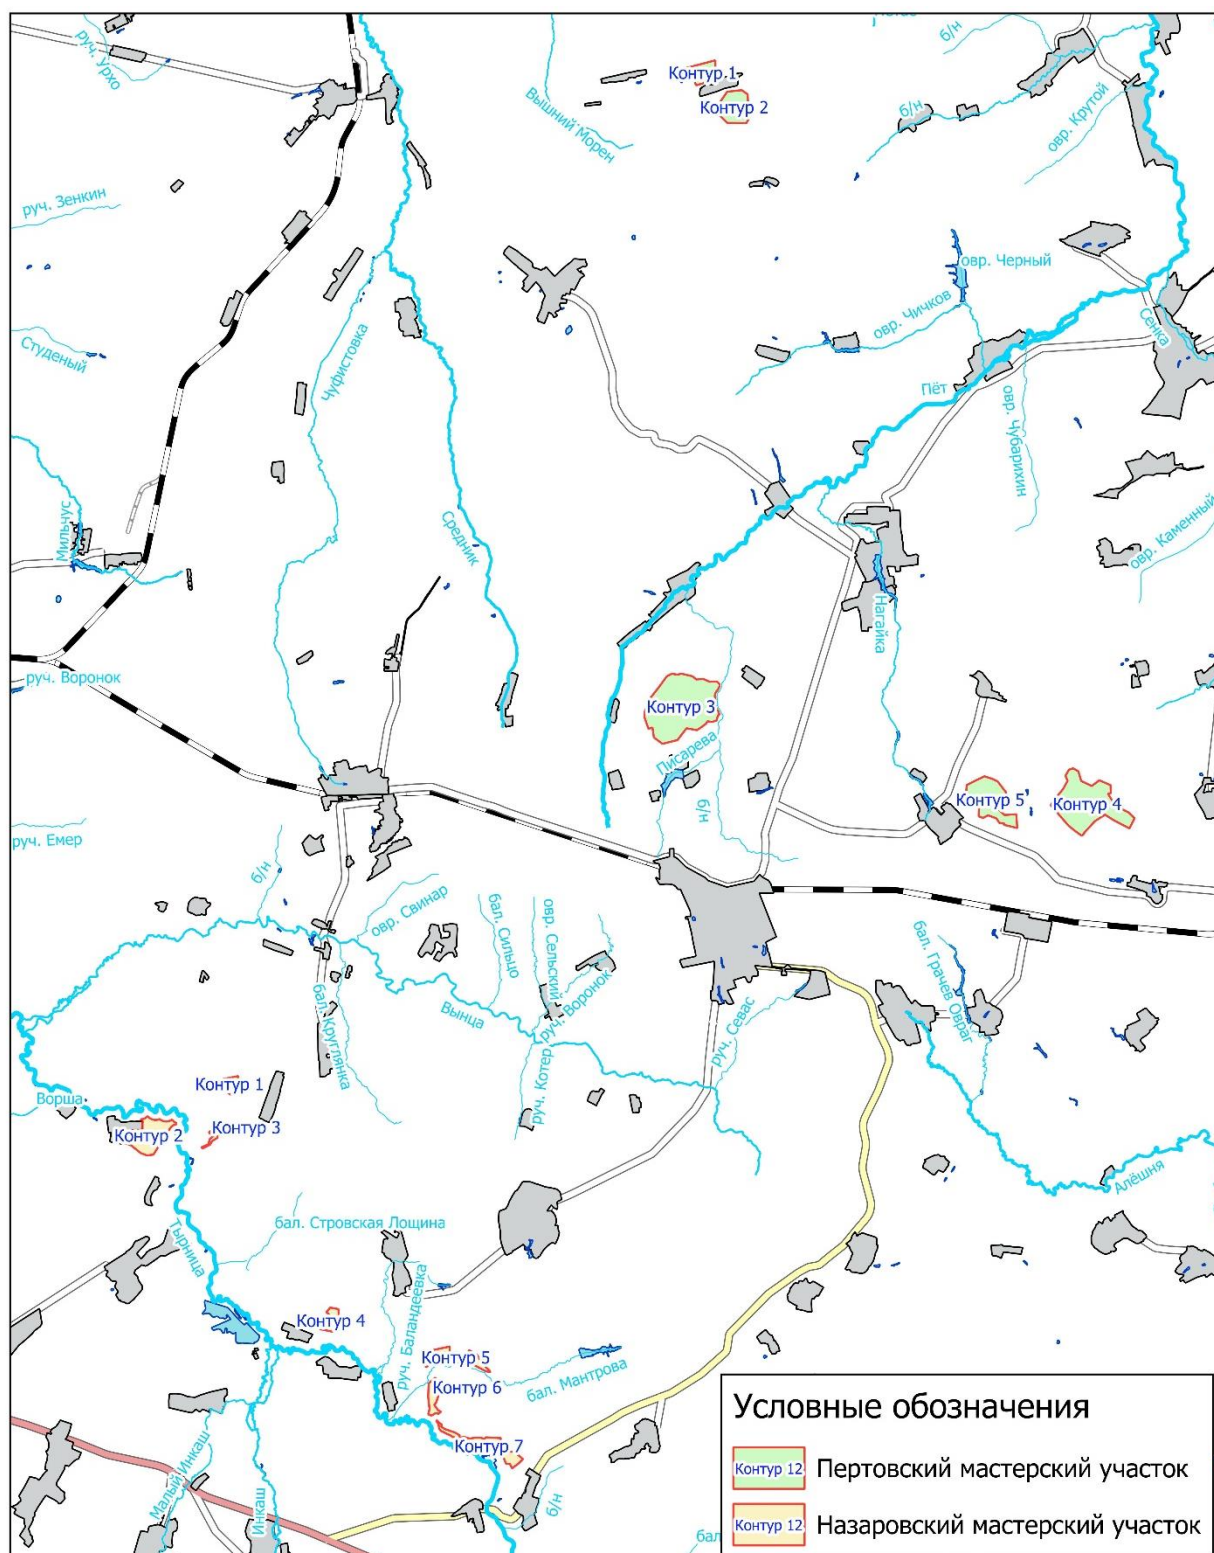 б/н
руч. Урхо
Контур 1
Контур 2
Вышний Морен
б/н
овр. Крутой
руч. Зенкин
овр. Черный
овр. Чичков
Сенка
Студеный
Чуфистовка
Пёт
овр. Чубарихин
Мильчус
Средник
овр. Каменный
Нагайка
руч. Воронок
Контур 3
Писарева
б/н
Контур 5
Контур 4
руч. Емер
б/н
овр. Свинар
бал. Сильцо
овр. Сельский
руч. Воронок
бал. Грачев Овраг
Вынца
бал. Круглянка
руч. Котер
руч. Севас
Контур 1
Ворша
Контур 2
Контур 3
Алёшня
Тырница
бал. Стровская Лощина
руч. Баландеевка
Контур 4
Контур 5
бал. Мантрова
Контур 6
Контур 7
Малый Инкаш
Инкаш
б/н
бал
Условные обозначения
Контур 12 Пертовский мастерский участок
Контур 12 Назаровский мастерский участок